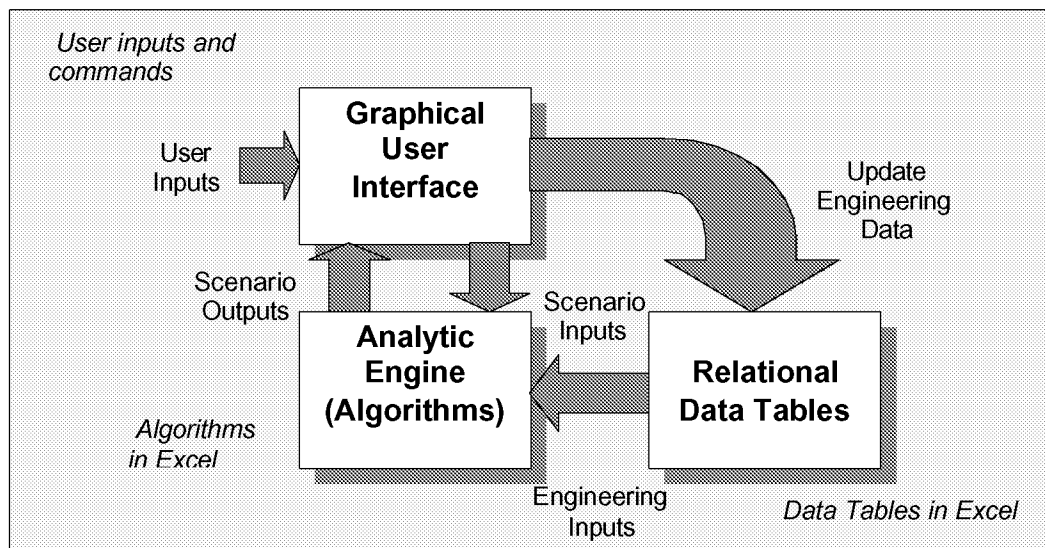 User inputs and
commands
Graphical
User
Interface
User
Inputs
Update
Engineering
Data
Scenario
Outputs
Scenario
Inputs
Analytic
Engine
(Algorithms)
Relational
Data Tables
Algorithms
in Excel
Engineering
Inputs
Data Tables in Excel